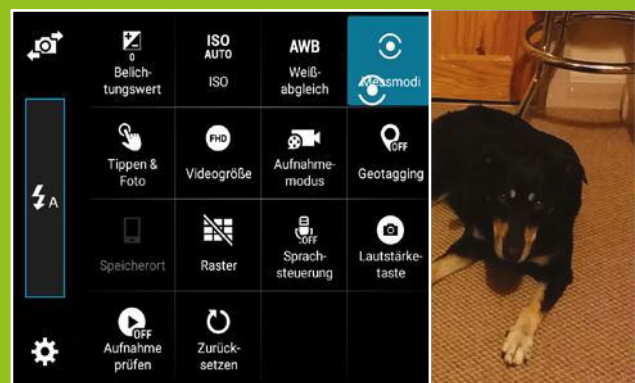 0
Belich-
tungswert
ISO
AUTO
ISO
AWB
Weiß-
abgleich
Messmodi
Tippen &
Foto
FHD
Videogröße
Aufnahme-
modus
OFF
Geotagging
A
Speicherort
Raster
OFF
Sprach-
steuerung
Lautstärke-
taste
OFF
Aufnahme
prüfen
Zurück-
setzen